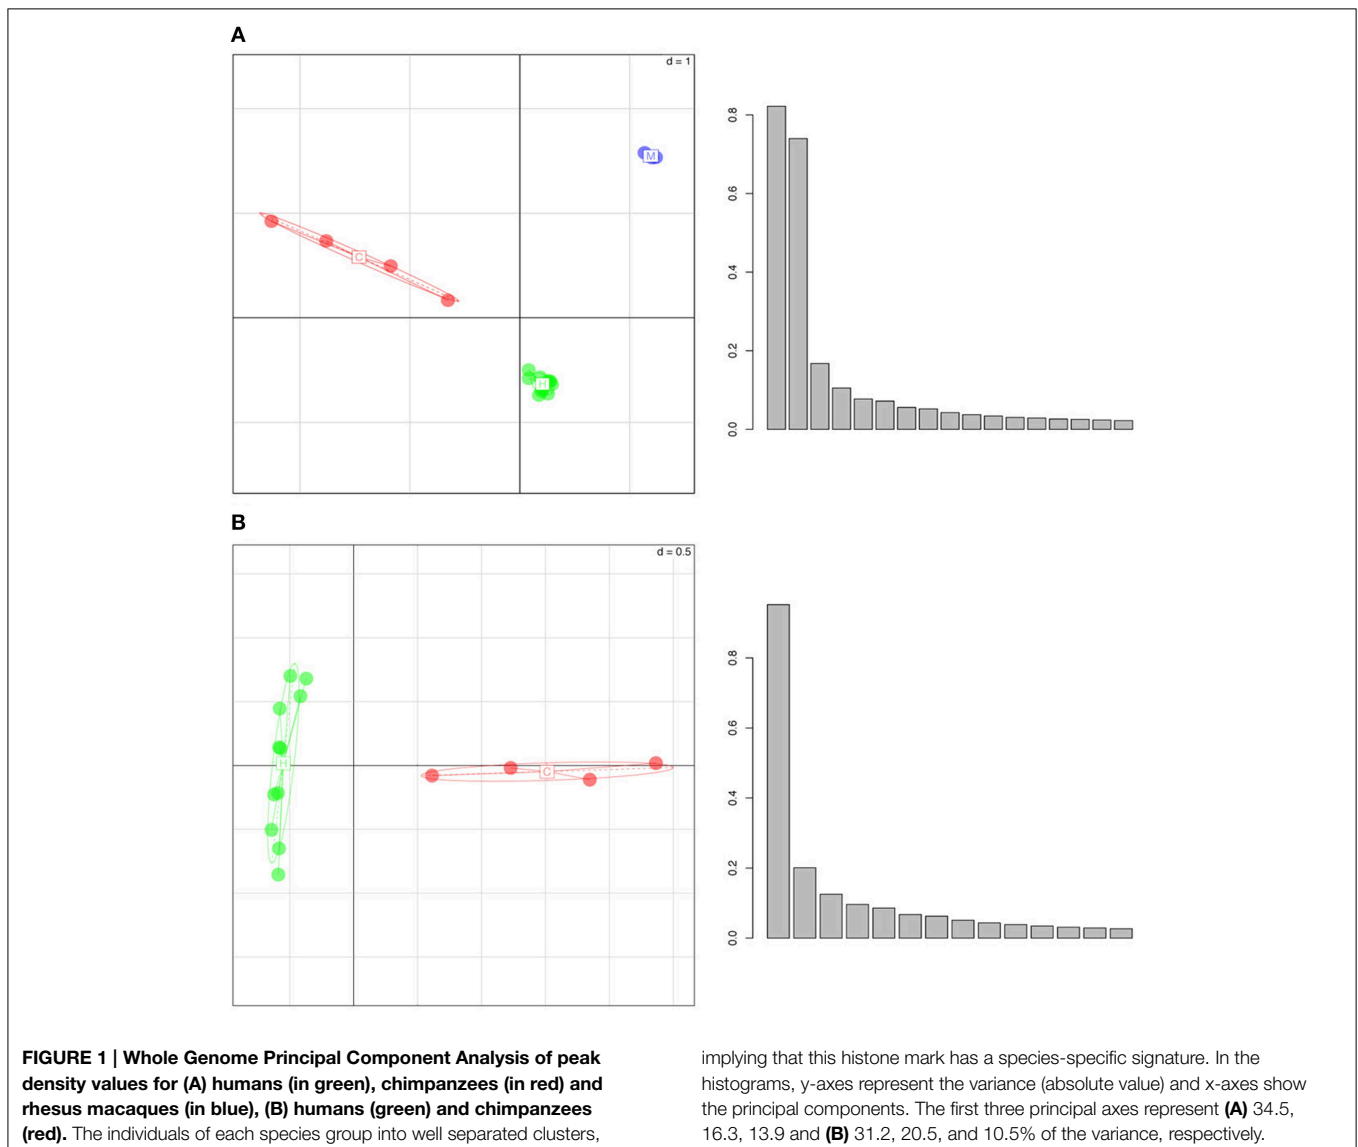 A
d = 1
M
C
H
0.8
0.6
0.4
0.2
0.0
B
d = 0.5
H
C
0.8
0.6
0.4
0.2
0.0
FIGURE 1 | Whole Genome Principal Component Analysis of peak
density values for (A) humans (in green), chimpanzees (in red) and
rhesus macaques (in blue), (B) humans (green) and chimpanzees
(red). The individuals of each species group into well separated clusters,
implying that this histone mark has a species-specific signature. In the
histograms, y-axes represent the variance (absolute value) and x-axes show
the principal components. The first three principal axes represent (A) 34.5,
16.3, 13.9 and (B) 31.2, 20.5, and 10.5% of the variance, respectively.